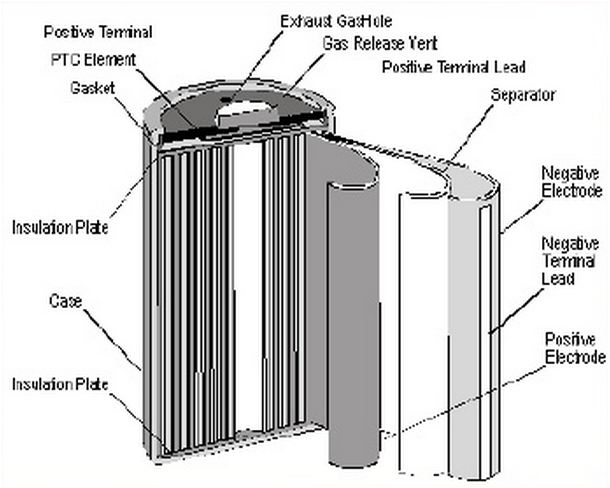 Exhaust GasHole
Positive Terminal
Gas Release Vent
PTC Element
Positive Terminal Lead
Gasket
Separator
Negative
Electrode
Insulation Plate
Negative
Terminal
Lead
Case
Positive
Electrode
Insulation Plate